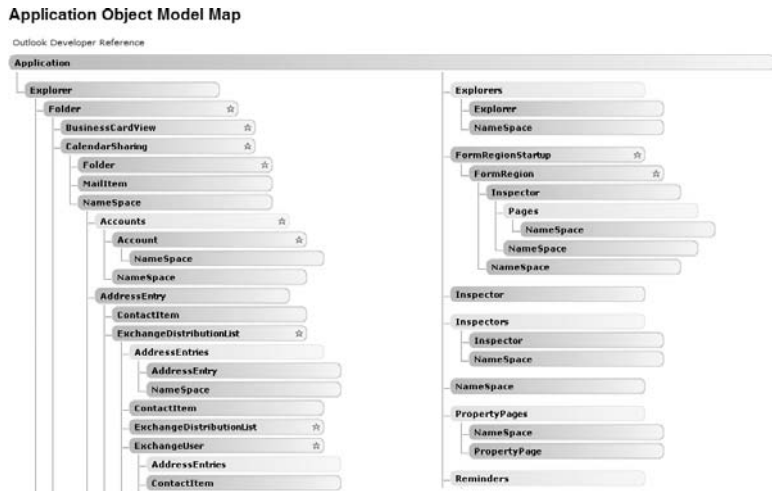 Application Object Model Map
Outlook Developer Reference
Application
Explorer
Folder
BusinessCardView
CalendarSharing
Folder
MailItem
NameSpace
Accounts
Account
NameSpace
NameSpace
AddressEntry
ContactItem
ExchangeDistributionList
AddressEntries
AddressEntry
NameSpace
ContactItem
ExchangeDistributionList
ExchangeUser
AddressEntries
ContactItem
Explorers
Explorer
NameSpace
FormRegionStartup
FormRegion
Inspector
Pages
NameSpace
NameSpace
NameSpace
Inspector
Inspectors
Inspector
NameSpace
NameSpace
PropertyPages
NameSpace
PropertyPage
Reminders